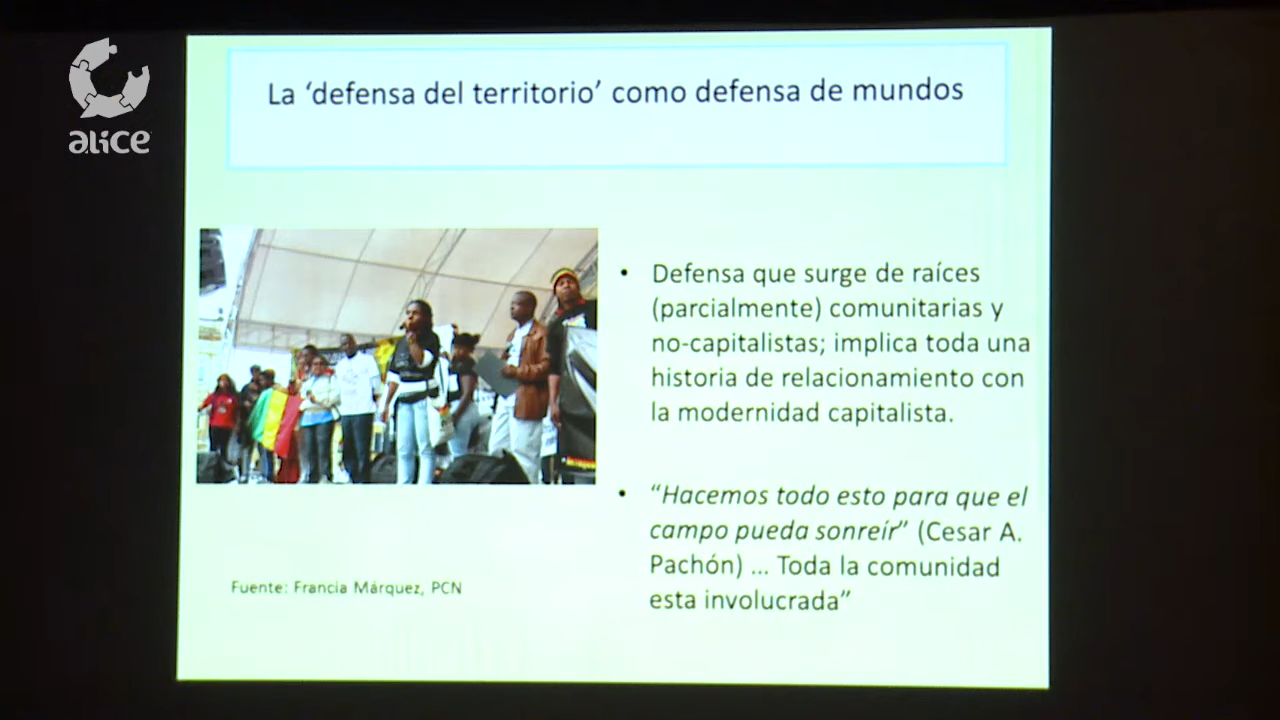 alice
La ‘defensa del territorio’ como defensa de mundos
• Defensa que surge de raíces
(parcialmente) comunitarias y
no-capitalistas; implica toda una
historia de relacionamiento con
la modernidad capitalista.
• “Hacemos todo esto para que el
campo pueda sonreír” (Cesar A.
Pachón) ... Toda la comunidad
esta involucrada”
Fuente: Francia Márquez, PCN